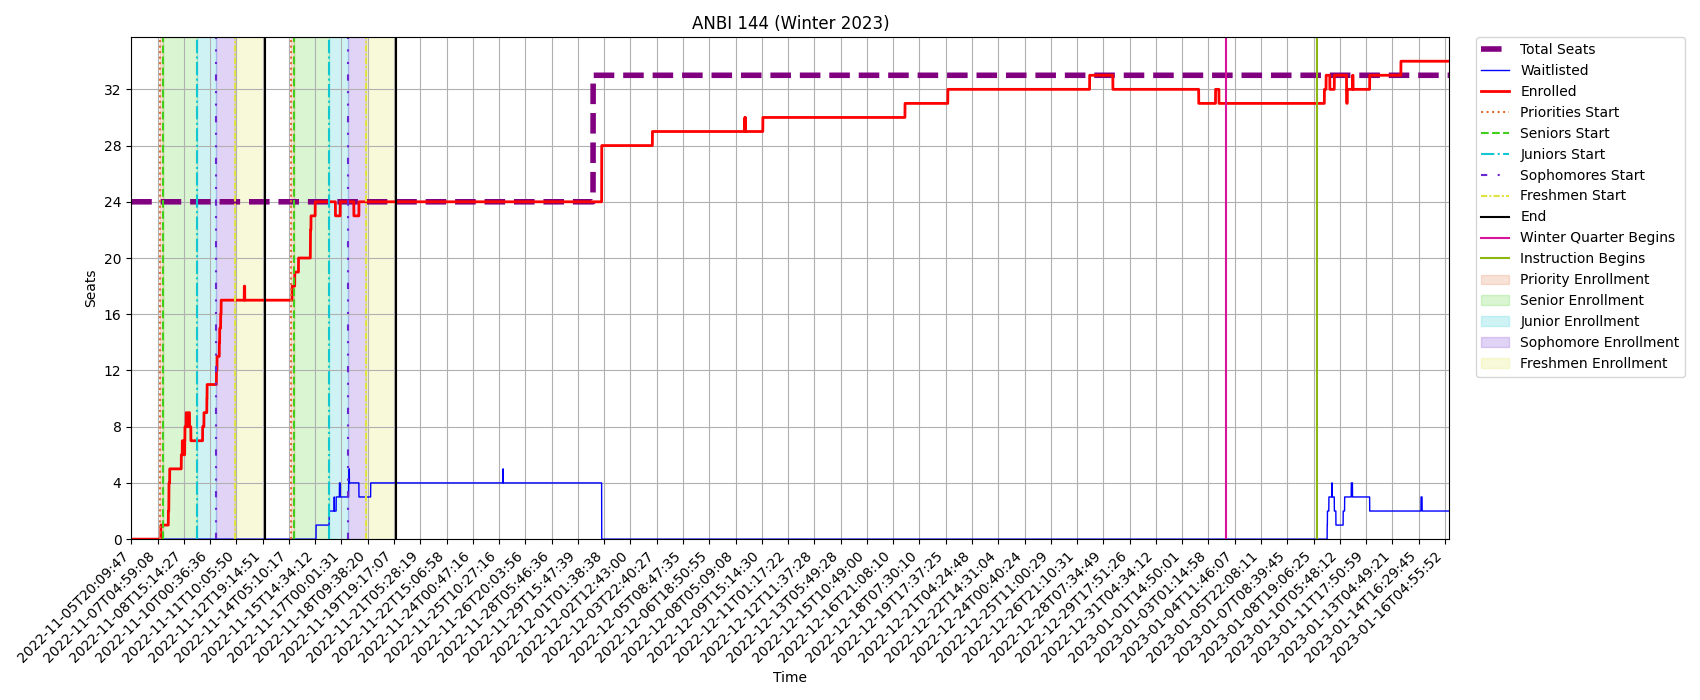 ANBI 144 (Winter 2023)
Seats
32
28
24
20
16
12
8
4
0
2022-11-05T20:09:47
2022-11-07T04:59:08
2022-11-08T15:14:27
2022-11-10T00:36:36
2022-11-11T10:05:50
2022-11-12T19:14:51
2022-11-14T05:10:17
2022-11-15T14:34:12
2022-11-17T00:01:31
2022-11-18T09:38:20
2022-11-19T19:17:07
2022-11-21T05:28:19
2022-11-22T15:06:58
2022-11-24T00:47:16
2022-11-25T10:27:16
2022-11-26T20:03:56
2022-11-28T05:46:36
2022-11-29T15:47:39
2022-12-01T01:38:38
2022-12-02T12:43:00
2022-12-03T22:40:27
2022-12-05T08:47:35
2022-12-06T18:50:55
2022-12-08T05:09:08
2022-12-09T15:14:30
2022-12-11T01:17:22
2022-12-12T11:37:28
2022-12-13T05:49:28
2022-12-15T11:49:00
2022-12-16T21:08:10
2022-12-18T07:30:10
2022-12-19T17:37:25
2022-12-21T04:24:48
2022-12-22T14:31:04
2022-12-24T00:40:24
2022-12-25T11:00:29
2022-12-26T21:10:31
2022-12-28T07:34:49
2022-12-29T17:51:26
2022-12-31T04:34:12
2023-01-01T14:50:01
2023-01-03T01:14:58
2023-01-04T11:46:07
2023-01-05T22:08:11
2023-01-07T08:39:45
2023-01-08T19:06:25
2023-01-10T05:48:12
2023-01-11T17:50:59
2023-01-13T04:49:21
2023-01-14T16:29:45
2023-01-16T04:55:52
Time
Total Seats
Waitlisted
Enrolled
Priorities Start
Seniors Start
Juniors Start
Sophomores Start
Freshmen Start
End
Winter Quarter Begins
Instruction Begins
Priority Enrollment
Senior Enrollment
Junior Enrollment
Sophomore Enrollment
Freshmen Enrollment